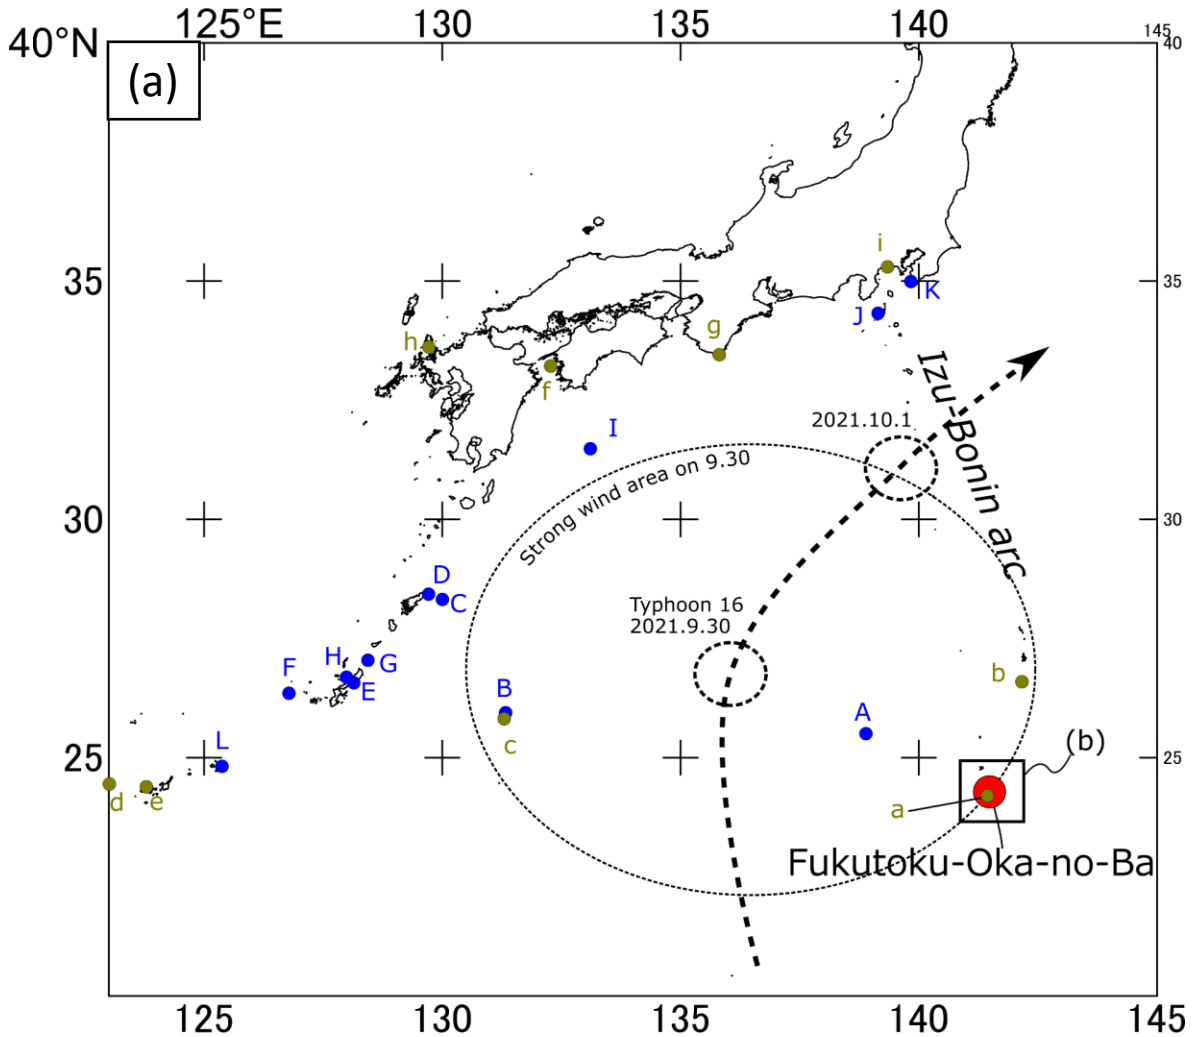 125°E
130
135
140
145
40°N
40
(a)
i
35
35
K
J
h
g
f
I
2021.10.1
Izu-Bonin arc
Strong wind area on 9.30
30
30
D
C
Typhoon 16
2021.9.30
H
G
F
E
b
B
A
c
L
(b)
25
25
d
e
a
Fukutoku-Oka-no-Ba
125
130
135
140
145